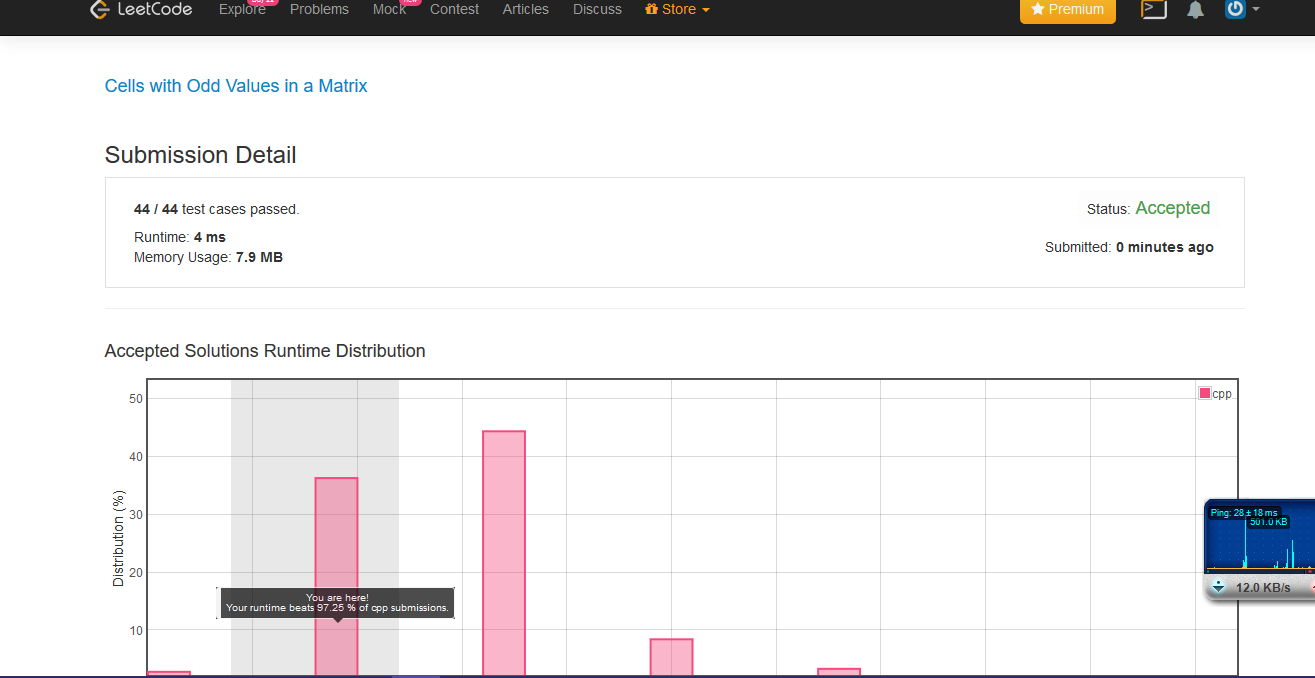 LeetCode Explore Problems Mock Contest Articles Discuss Store Premium
Cells with Odd Values in a Matrix
Submission Detail
44 / 44 test cases passed.
Status: Accepted
Runtime: 4 ms
Memory Usage: 7.9 MB
Submitted: 0 minutes ago
Accepted Solutions Runtime Distribution
cpp
50
40
30
20
10
Distribution (%)
You are here!
Your runtime beats 97.25 % of cpp submissions.
Ping: 28 ± 18 ms
501.0 KB
12.0 KB/s